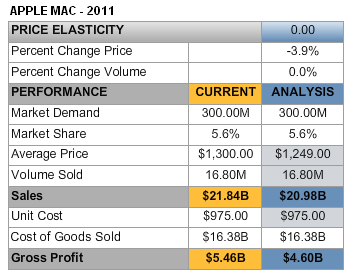 APPLE MAC - 2011
PRICE ELASTICITY 0.00
Percent Change Price -3.9%
Percent Change Volume 0.0%
PERFORMANCE CURRENT ANALYSIS
Market Demand 300.00M 300.00M
Market Share 5.6% 5.6%
Average Price $1,300.00 $1,249.00
Volume Sold 16.80M 16.80M
Sales $21.84B $20.98B
Unit Cost $975.00 $975.00
Cost of Goods Sold $16.38B $16.38B
Gross Profit $5.46B $4.60B